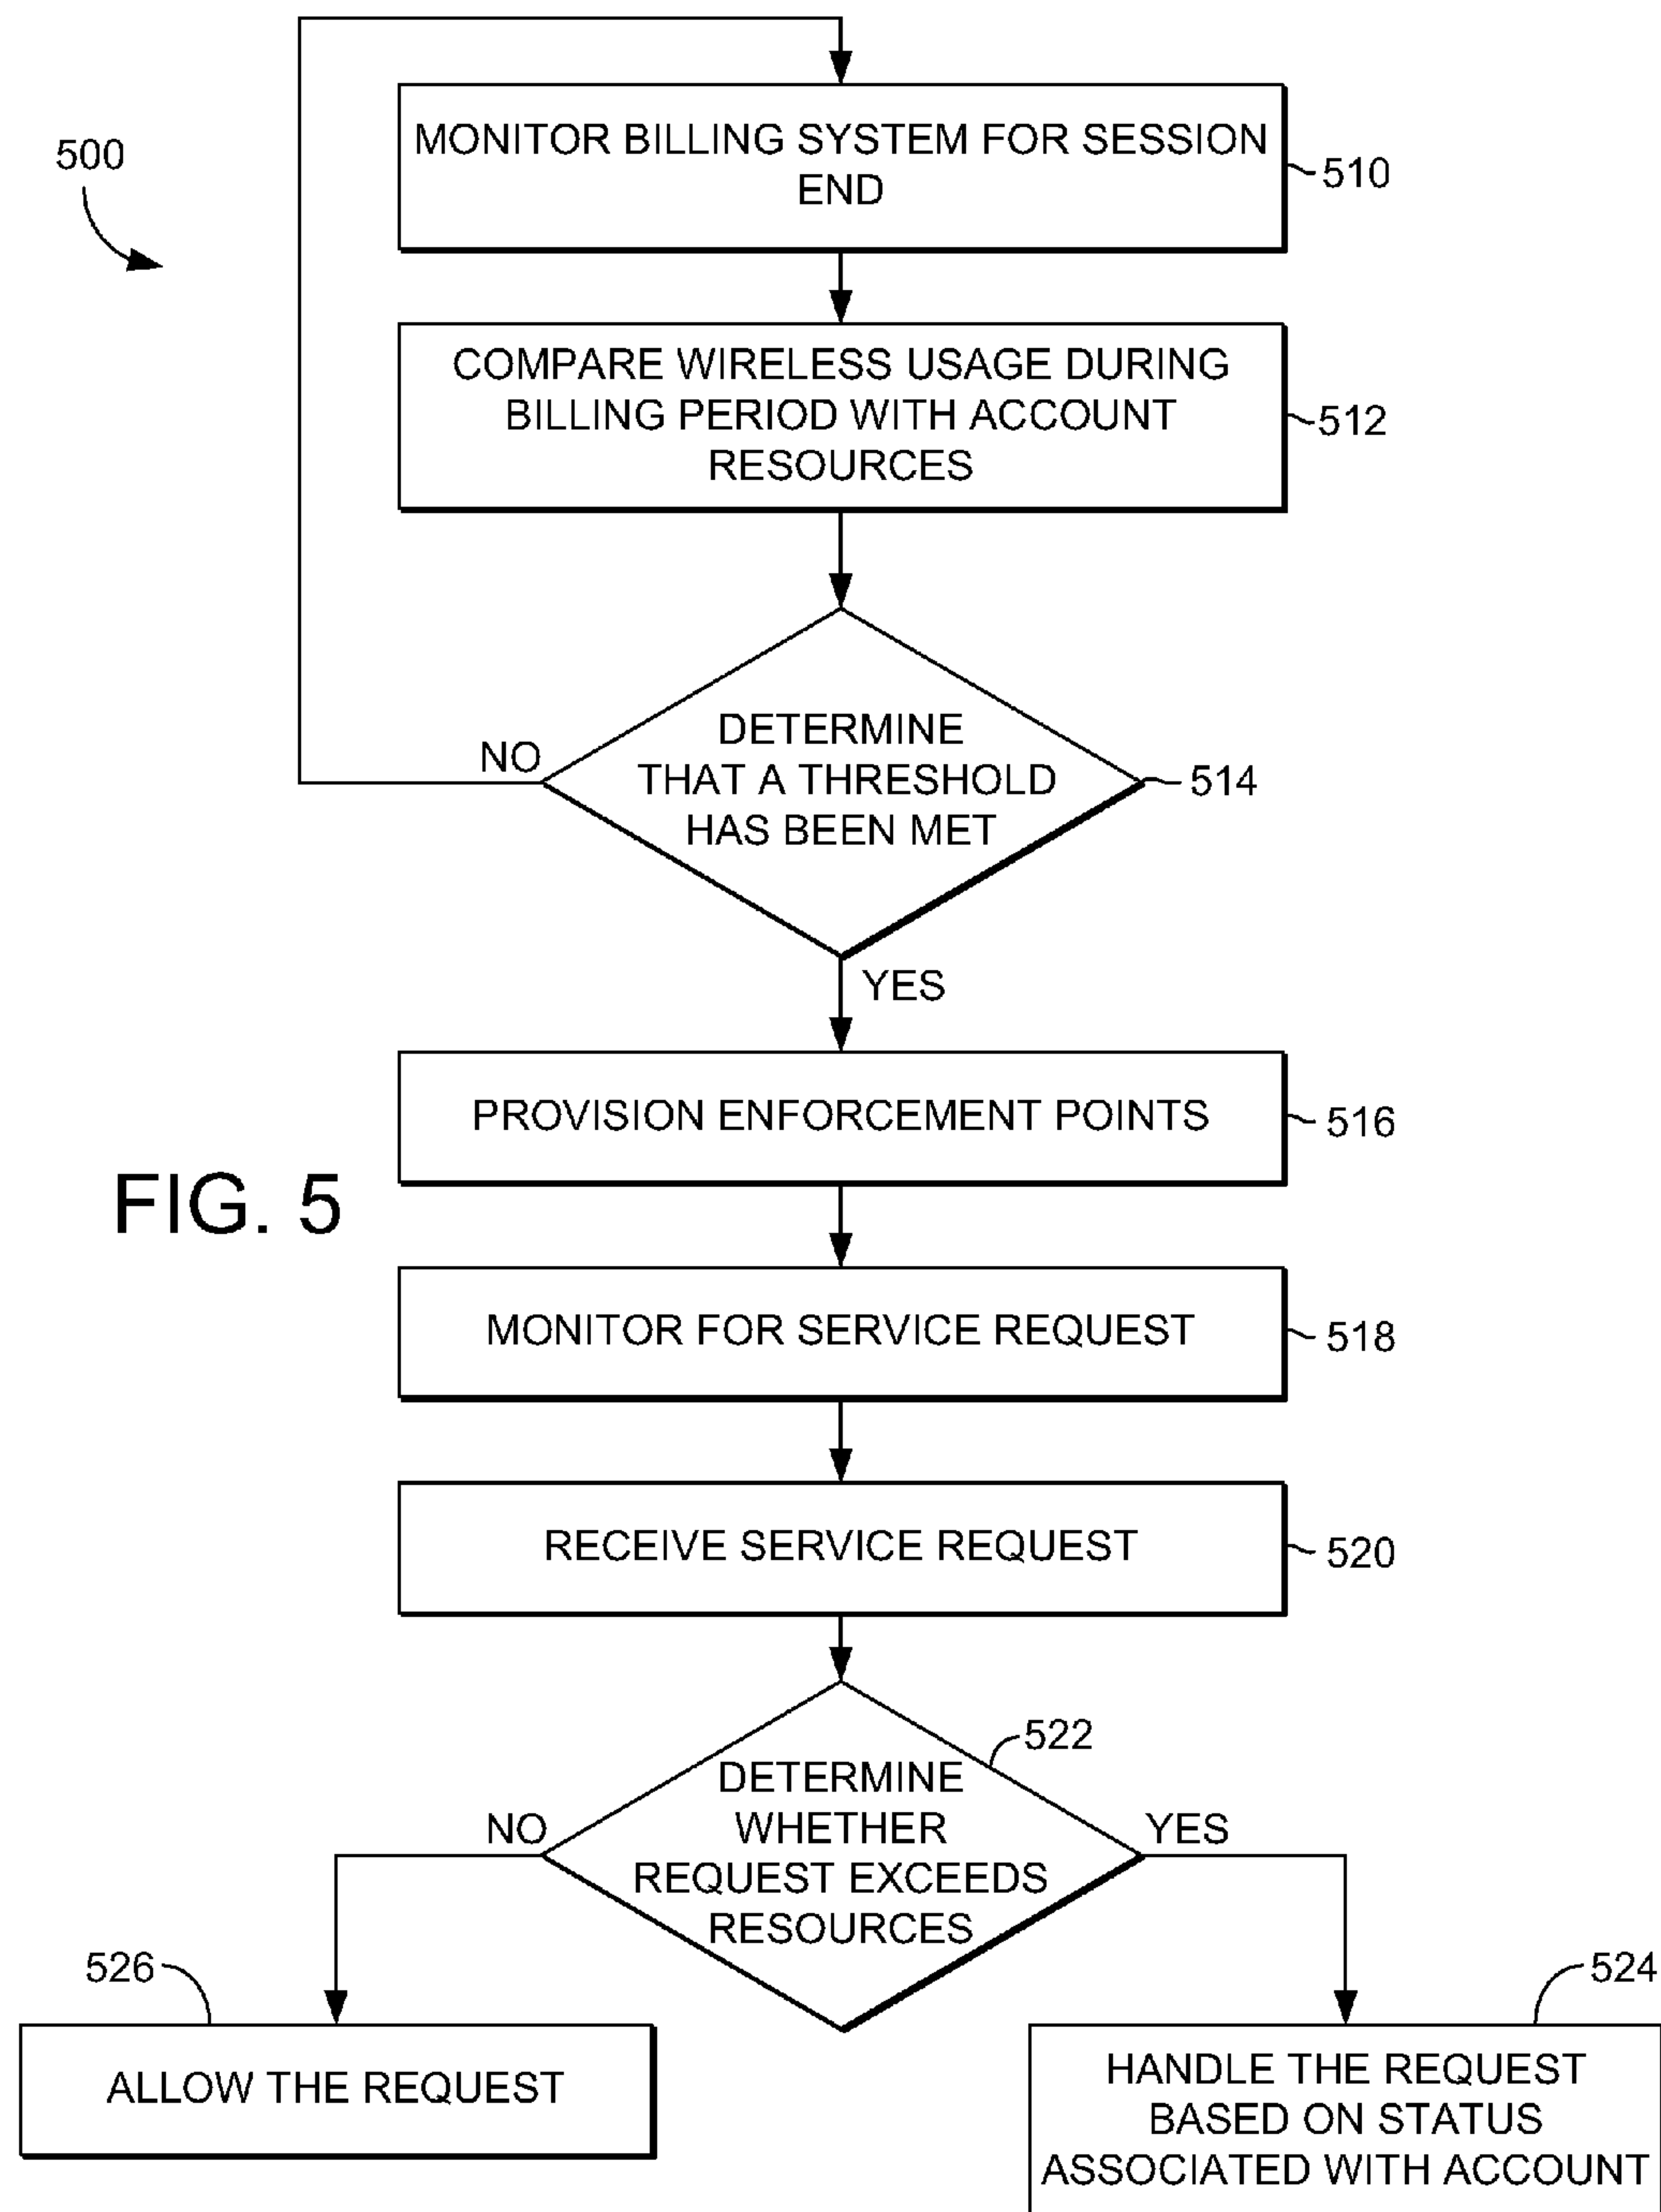 500
MONITOR BILLING SYSTEM FOR SESSION
END
510
COMPARE WIRELESS USAGE DURING
BILLING PERIOD WITH ACCOUNT
RESOURCES
512
NO
DETERMINE
THAT A THRESHOLD
HAS BEEN MET
514
YES
PROVISION ENFORCEMENT POINTS
516
FIG. 5
MONITOR FOR SERVICE REQUEST
518
RECEIVE SERVICE REQUEST
520
522
DETERMINE
WHETHER
REQUEST EXCEEDS
RESOURCES
NO
YES
526
ALLOW THE REQUEST
524
HANDLE THE REQUEST
BASED ON STATUS
ASSOCIATED WITH ACCOUNT